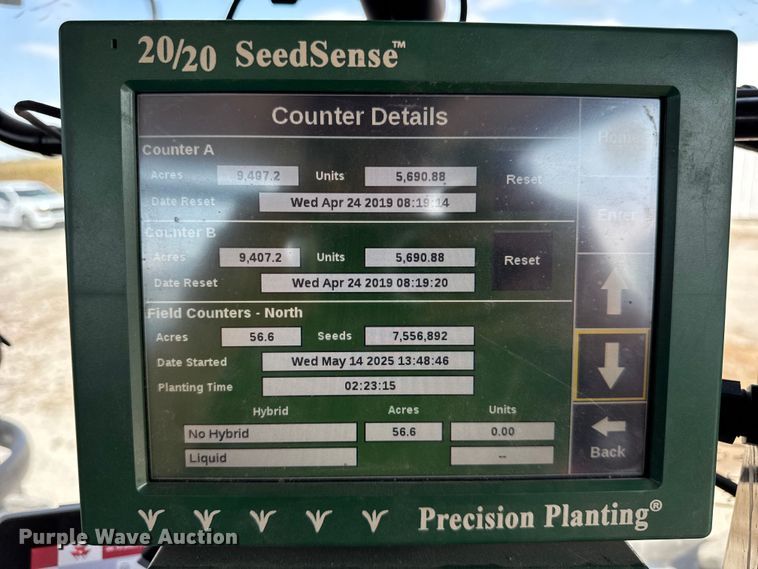 20/20 SeedSense™
Counter Details
Counter A
Acres 9,407.2 Units 5,690.88 Reset
Date Reset Wed Apr 24 2019 08:19:14
Counter B
Acres 9,407.2 Units 5,690.88 Reset
Date Reset Wed Apr 24 2019 08:19:20
Field Counters - North
Acres 56.6 Seeds 7,556,892
Date Started Wed May 14 2025 13:48:46
Planting Time 02:23:15
Hybrid Acres Units
No Hybrid 56.6 0.00
Liquid --
Home
Enter
Back
Precision Planting®
Purple Wave Auction